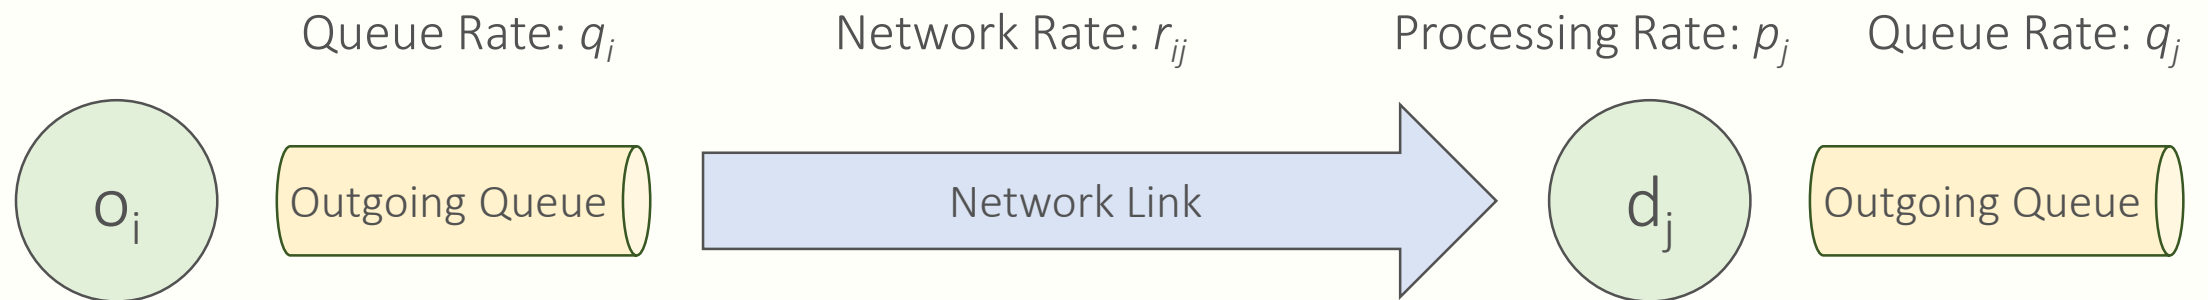 Queue Rate: qi Network Rate: rij Processing Rate: pj Queue Rate: qj
oi Outgoing Queue Network Link dj Outgoing Queue